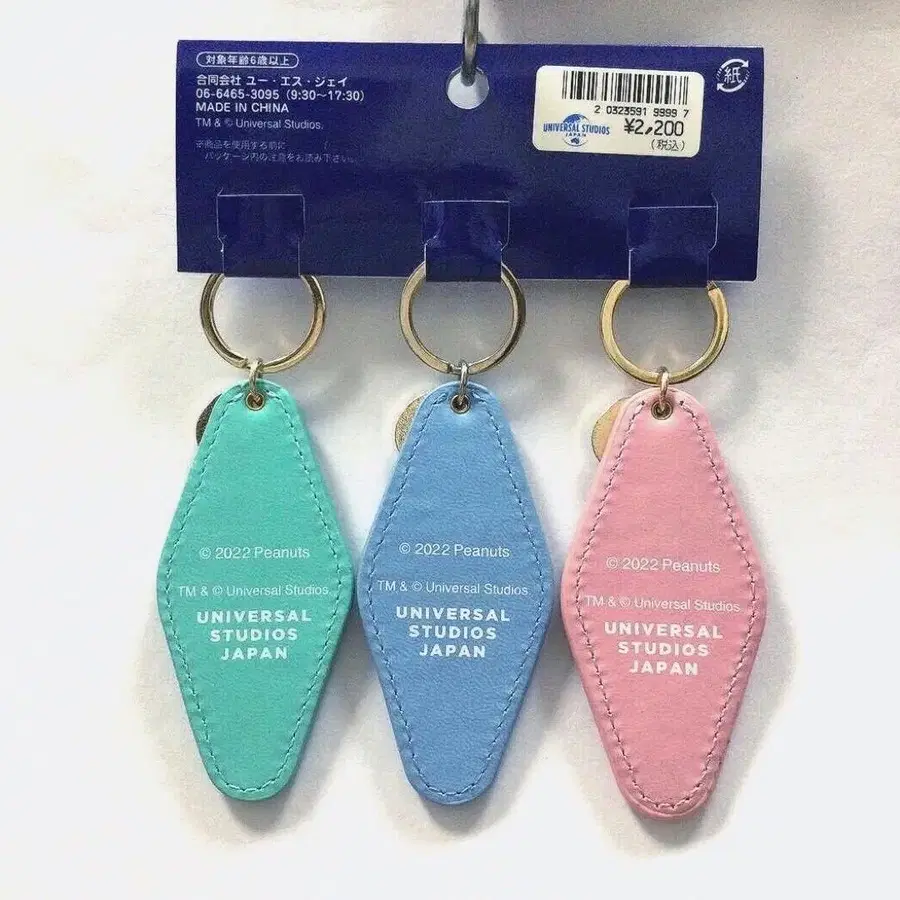 対象年齢6歳以上
合同会社 ユー・エス・ジェイ
06-6465-3095 (9:30~17:30)
MADE IN CHINA
TM & © Universal Studios.
※商品を使用する前に
パッケージ内の注意をお読み下さい。
紙
2 0323591 9999 7
UNIVERSAL STUDIOS
JAPAN
¥2,200
(税込)
© 2022 Peanuts
TM & © Universal Studios
UNIVERSAL
STUDIOS
JAPAN
© 2022 Peanuts
TM & © Universal Studios.
UNIVERSAL
STUDIOS
JAPAN
© 2022 Peanuts
TM & © Universal Studios.
UNIVERSAL
STUDIOS
JAPAN